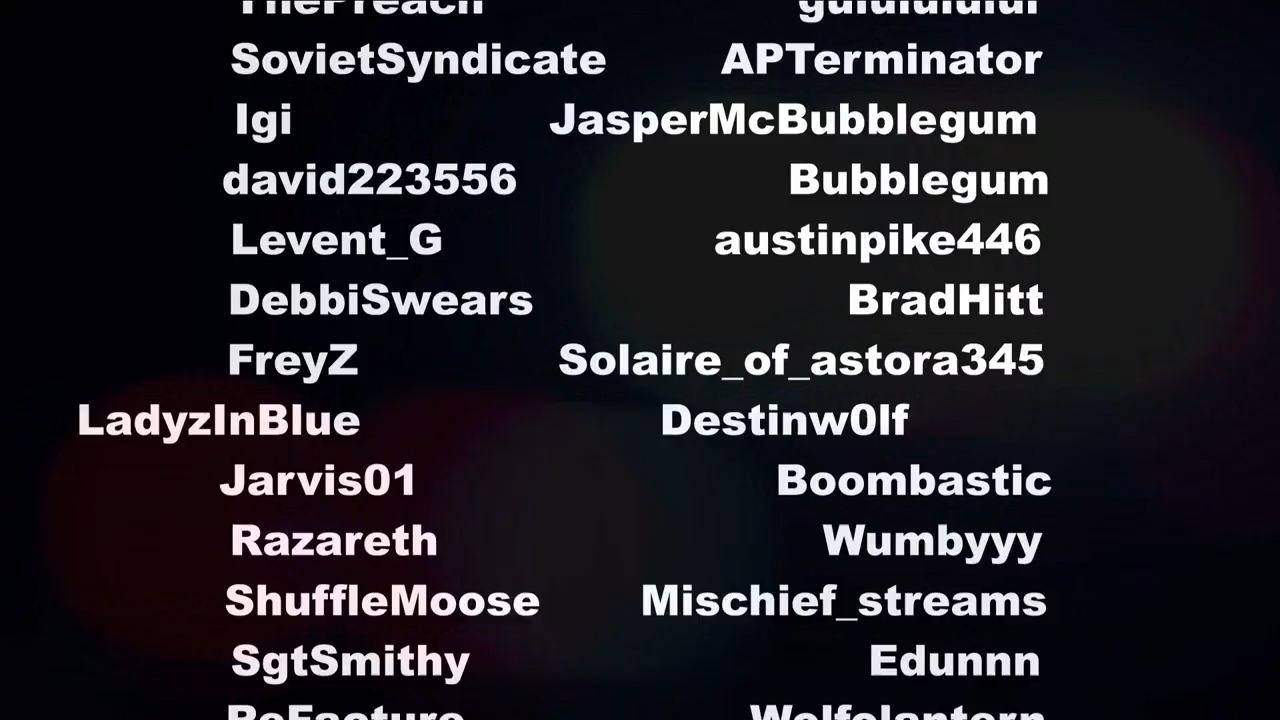 ThePreach
SovietSyndicate APTerminator
Igi JasperMcBubblegum
david223556 Bubblegum
Levent_G austinpike446
DebbiSwears BradHitt
FreyZ Solaire_of_astora345
LadyzInBlue Destinw0lf
Jarvis01 Boombastic
Razareth Wumbyyy
ShuffleMoose Mischief_streams
SgtSmithy Edunnn